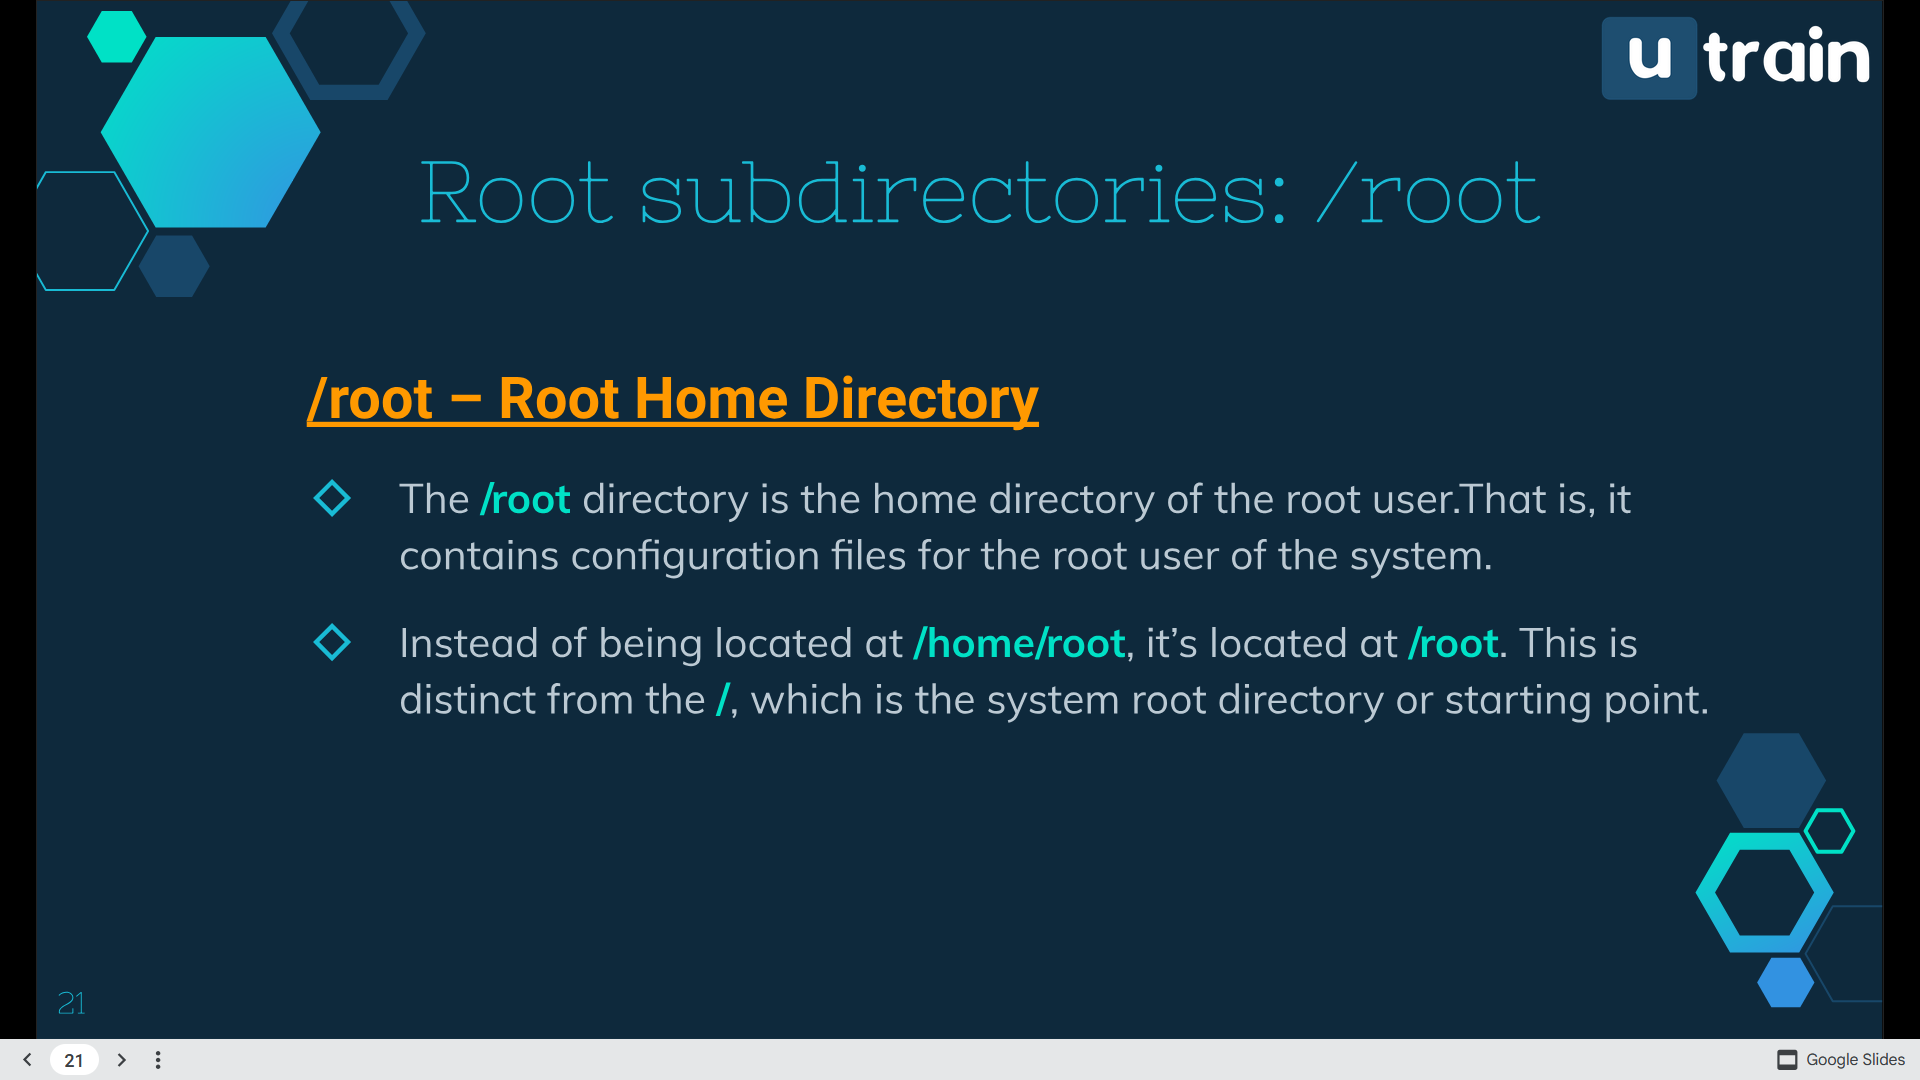 u train
Root subdirectories: /root
/root – Root Home Directory
The /root directory is the home directory of the root user.That is, it
contains configuration files for the root user of the system.
Instead of being located at /home/root, it’s located at /root. This is
distinct from the /, which is the system root directory or starting point.
21
21
Google Slides